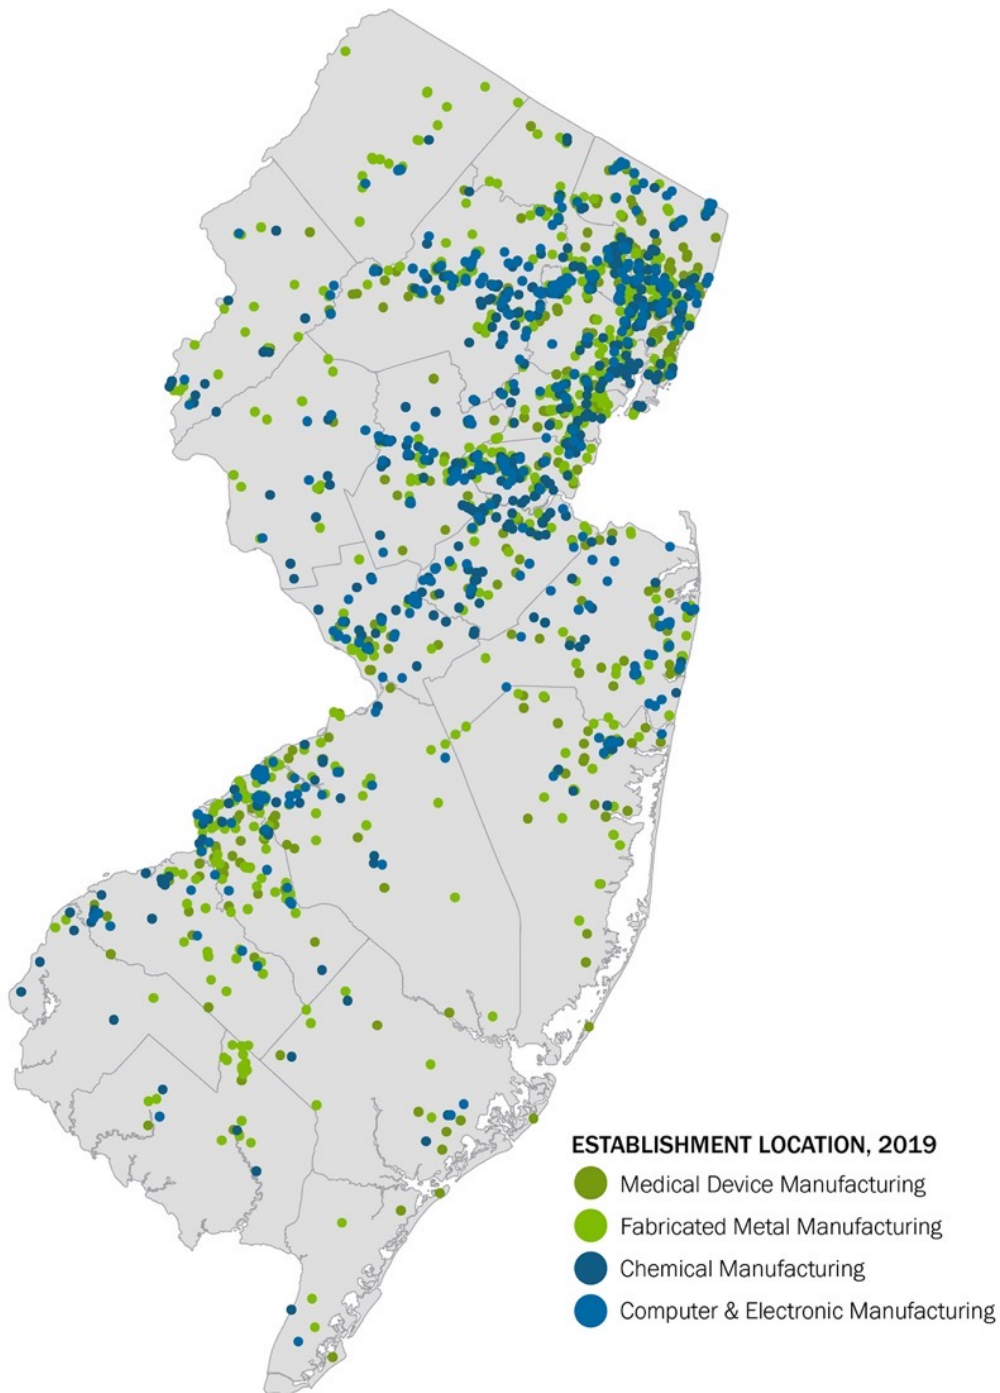 ESTABLISHMENT LOCATION, 2019
Medical Device Manufacturing
Fabricated Metal Manufacturing
Chemical Manufacturing
Computer & Electronic Manufacturing